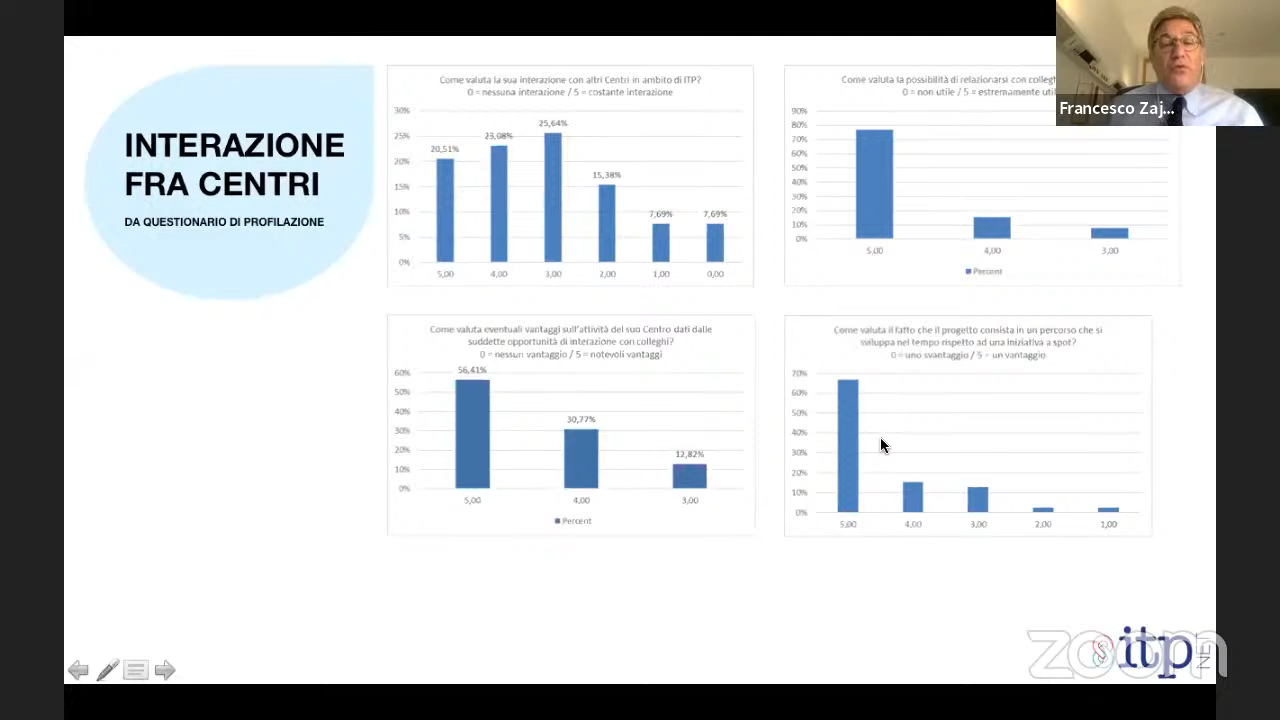 INTERAZIONE
FRA CENTRI
DA QUESTIONARIO DI PROFILAZIONE
Come valuta la sua interazione con altri Centri in ambito di ITP?
0 = nessuna interazione / 5 = costante interazione
30%
25%
20%
15%
10%
5%
0%
20,51%
23,08%
25,64%
15,38%
7,69%
7,69%
5,00 4,00 3,00 2,00 1,00 0,00
Come valuta la possibilità di relazionarsi con
0 = non utile / 5 = estremamente
90%
80%
70%
60%
50%
40%
30%
20%
10%
0%
5,00 4,00 3,00
Percent
Francesco Zaj...
Come valuta eventuali vantaggi sull'attività del suo Centro dati dalle
suddette opportunità di interazione con colleghi?
0 = nessun vantaggio / 5 = notevoli vantaggi
60%
50%
40%
30%
20%
10%
0%
56,41%
30,77%
12,82%
5,00 4,00 3,00
Percent
Come valuta il fatto che il progetto consista in un percorso che si
sviluppa nel tempo rispetto ad una iniziativa a spot?
0 = uno svantaggio / 5 = un vantaggio
70%
60%
50%
40%
30%
20%
10%
0%
5,00 4,00 3,00 2,00 1,00
zoom
itp